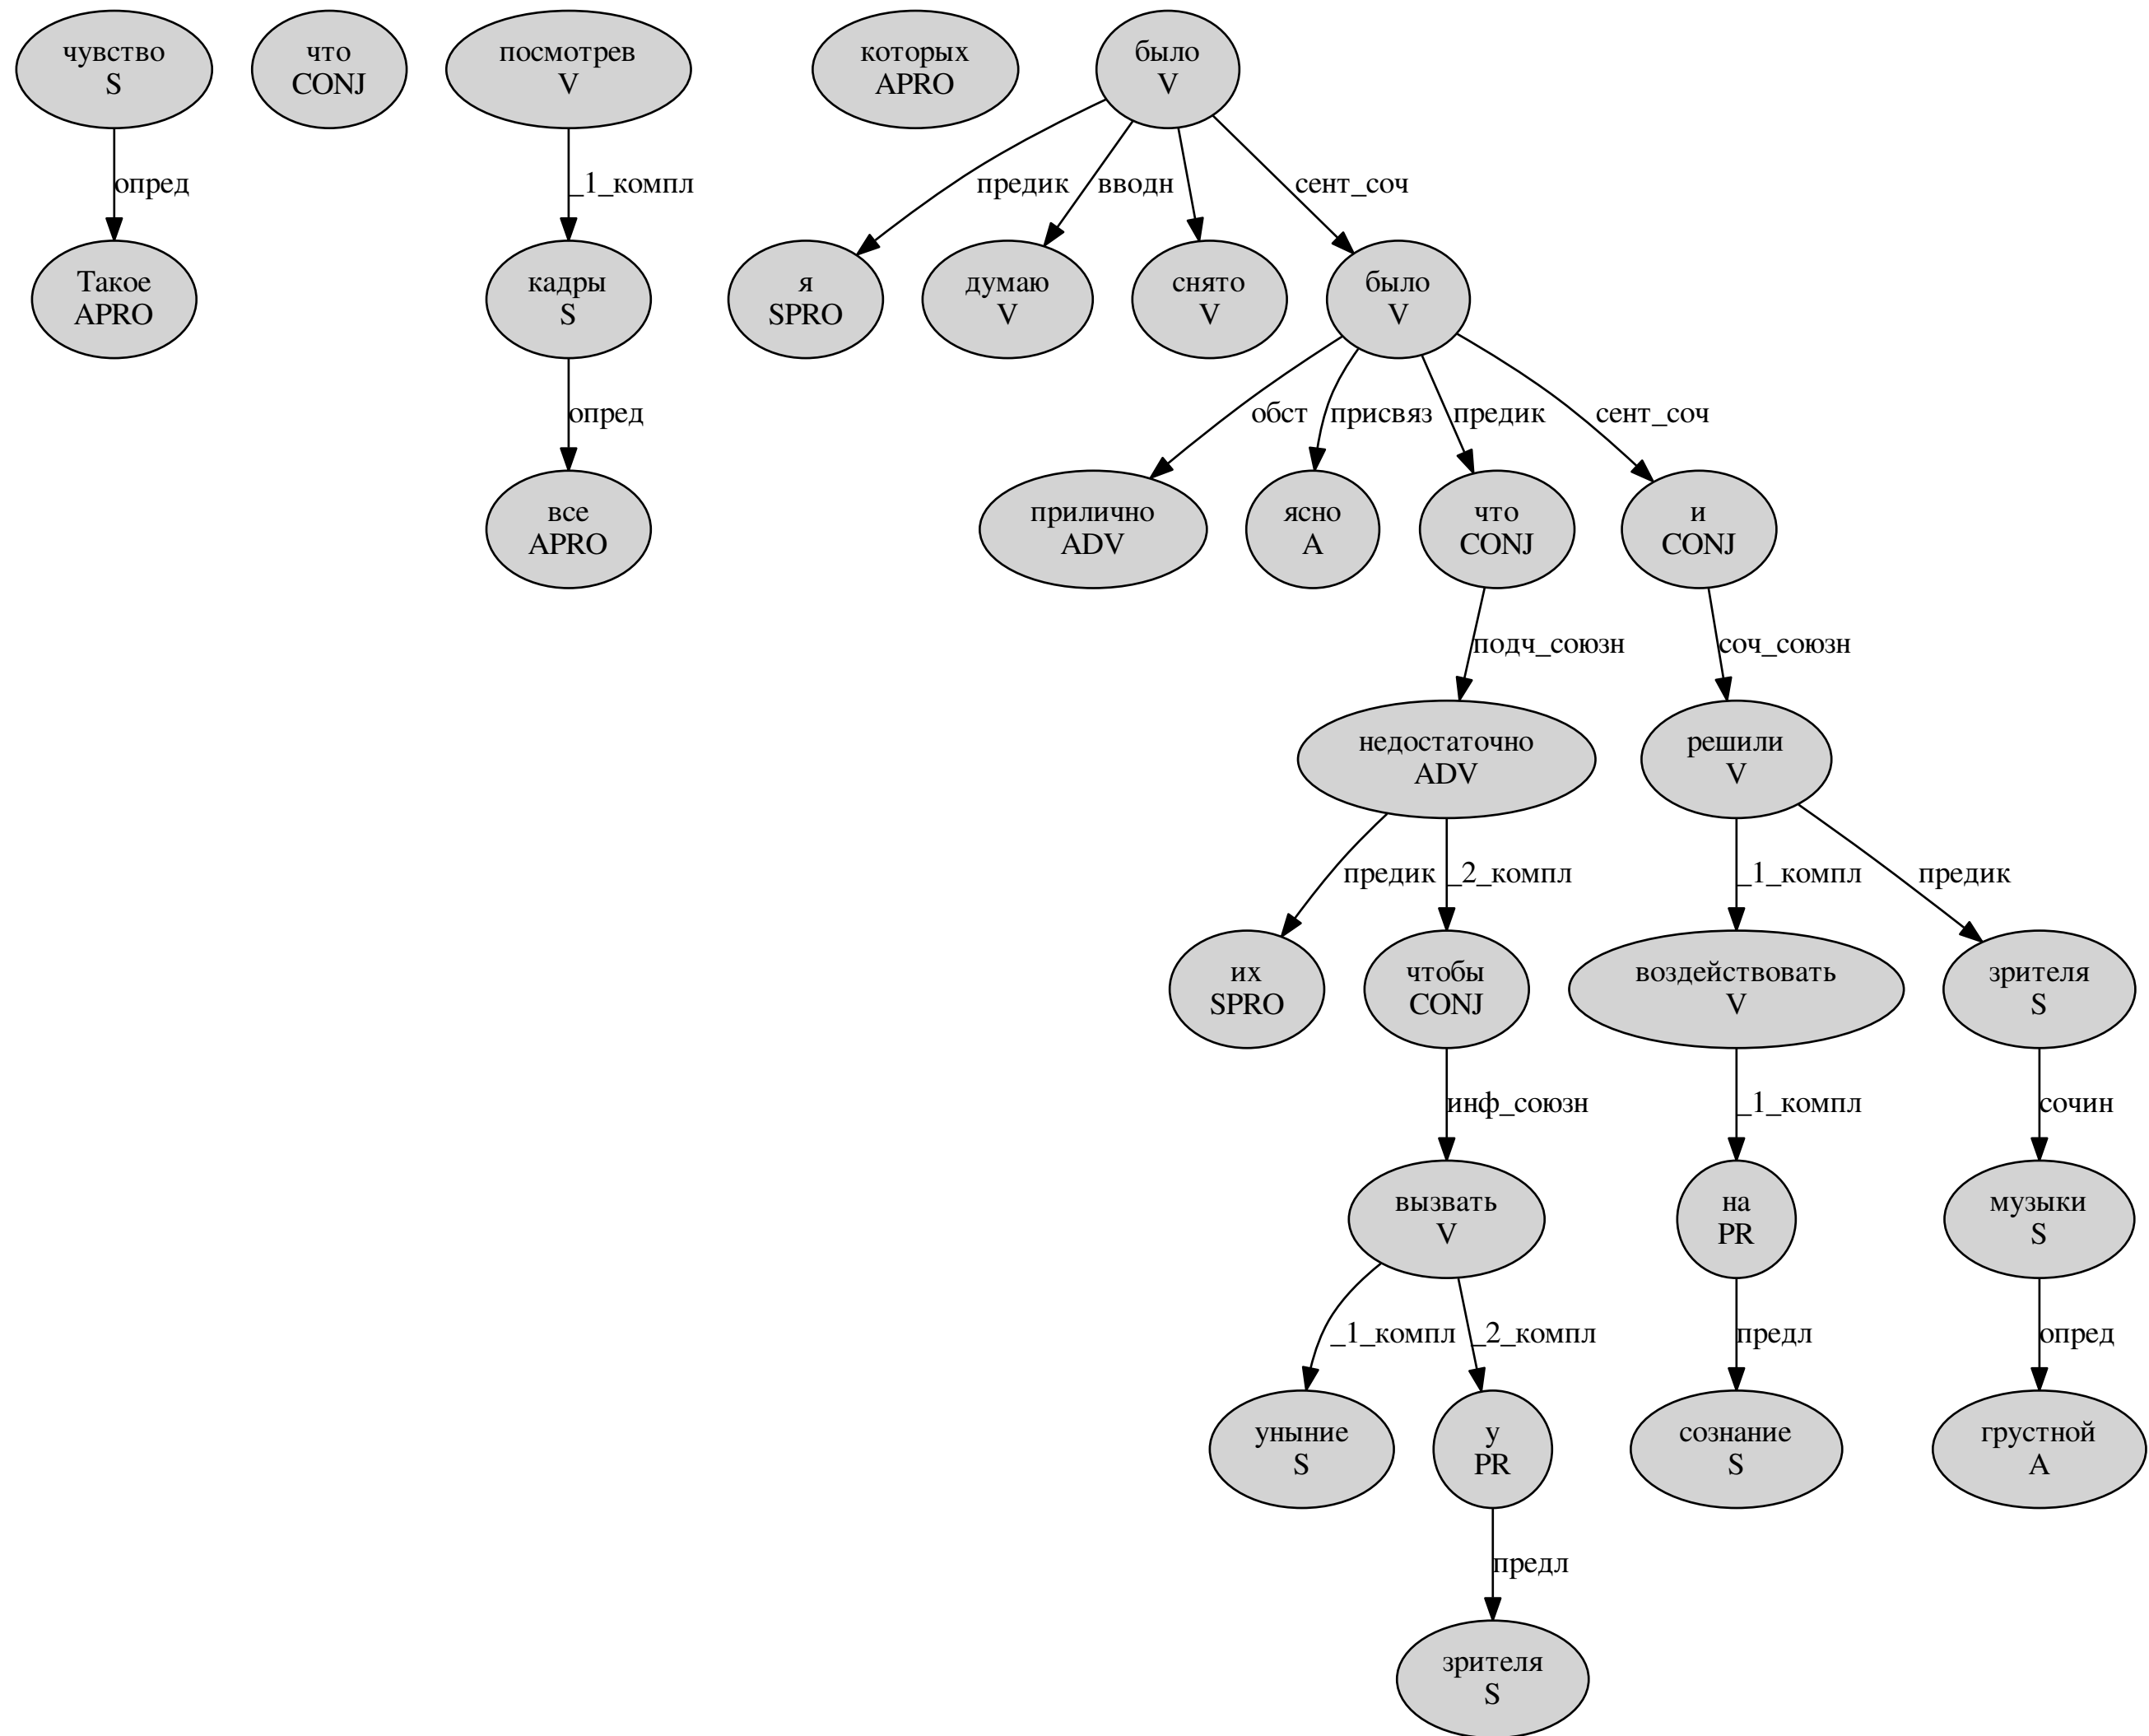 чувство
S
что
CONJ
посмотрев
V
которых
APRO
было
V
опред
_1_компл
предик
вводн
сент_соч
Такое
APRO
кадры
S
я
SPRO
думаю
V
снято
V
было
V
опред
обст
присвяз
предик
сент_соч
все
APRO
прилично
ADV
ясно
A
что
CONJ
и
CONJ
подч_союзн
соч_союзн
недостаточно
ADV
решили
V
предик
_2_компл
_1_компл
предик
их
SPRO
чтобы
CONJ
воздействовать
V
зрителя
S
инф_союзн
_1_компл
сочин
вызвать
V
на
PR
музыки
S
_1_компл
_2_компл
предл
опред
уныние
S
у
PR
сознание
S
грустной
A
предл
зрителя
S